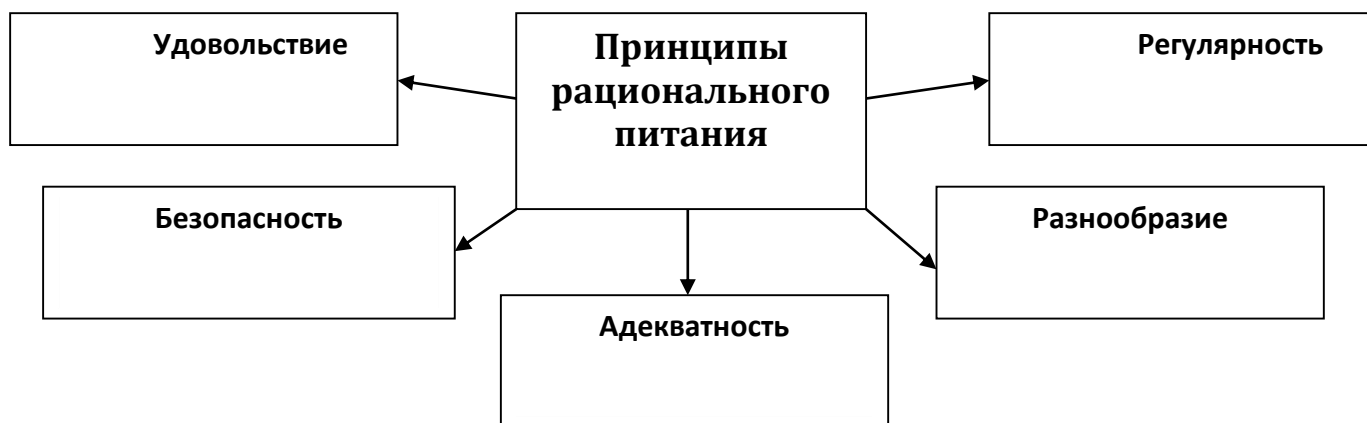 Удовольствие
Принципы
рационального
питания
Регулярность
Безопасность
Разнообразие
Адекватность